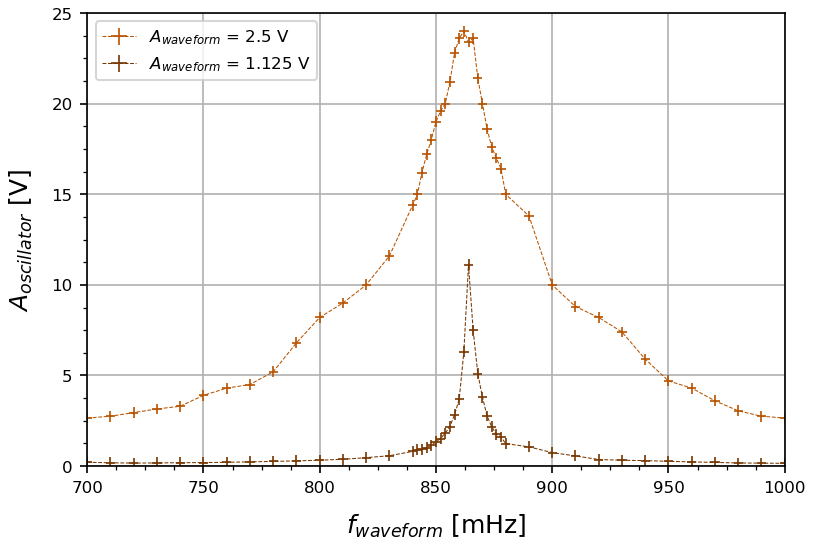 A_waveform = 2.5 V
A_waveform = 1.125 V
A_oscillator [V]
25
20
15
10
5
0
700 750 800 850 900 950 1000
f_waveform [mHz]